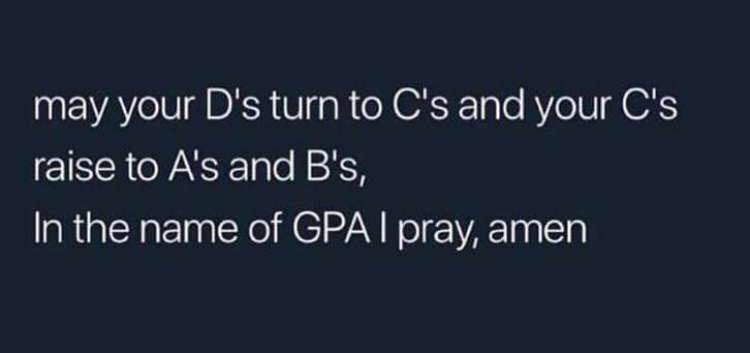 may your D's turn to C's and your C's
raise to A's and B's,
In the name of GPA I pray, amen